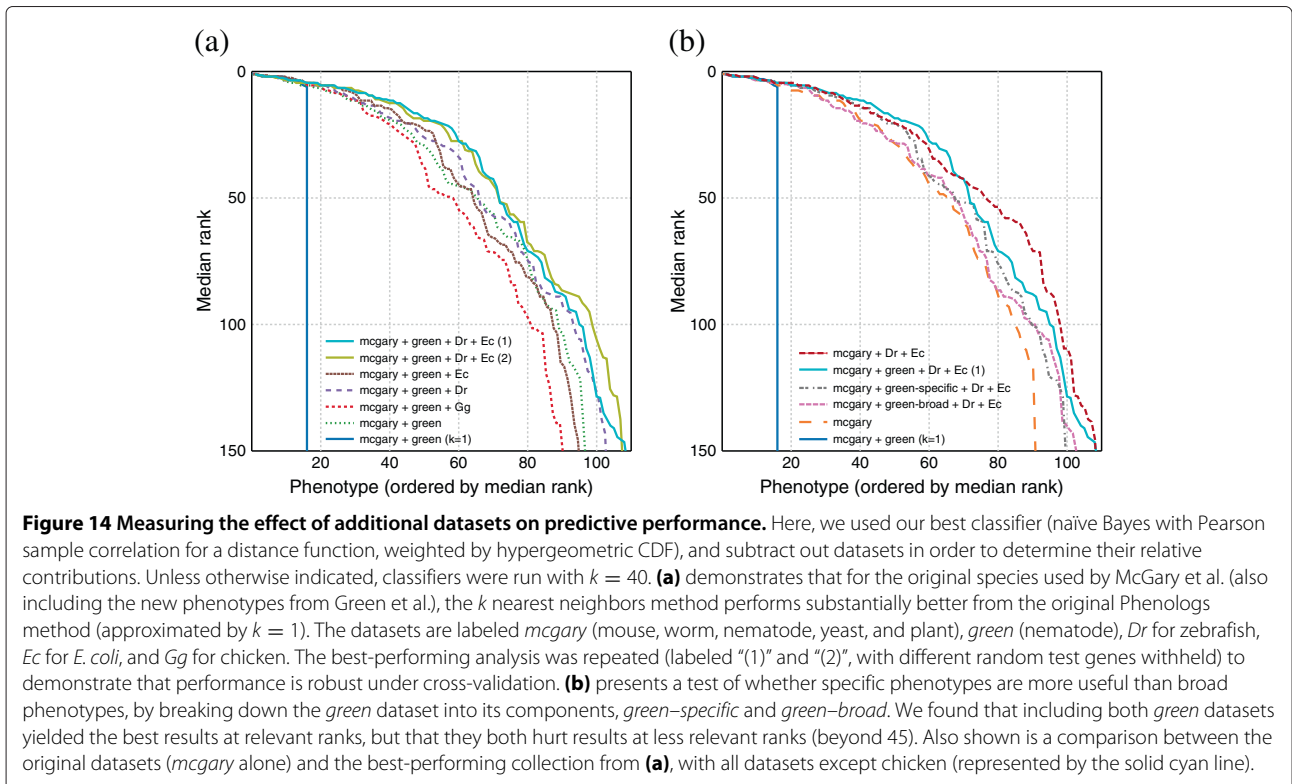 (a)
0
50
100
150
Median rank
mcgary + green + Dr + Ec (1)
mcgary + green + Dr + Ec (2)
mcgary + green + Ec
mcgary + green + Dr
mcgary + green + Gg
mcgary + green
mcgary + green (k=1)
20 40 60 80 100
Phenotype (ordered by median rank)
(b)
0
50
100
150
Median rank
mcgary + Dr + Ec
mcgary + green + Dr + Ec (1)
mcgary + green-specific + Dr + Ec
mcgary + green-broad + Dr + Ec
mcgary
mcgary + green (k=1)
20 40 60 80 100
Phenotype (ordered by median rank)
Figure 14 Measuring the effect of additional datasets on predictive performance. Here, we used our best classifier (naïve Bayes with Pearson
sample correlation for a distance function, weighted by hypergeometric CDF), and subtract out datasets in order to determine their relative
contributions. Unless otherwise indicated, classifiers were run with k = 40. (a) demonstrates that for the original species used by McGary et al. (also
including the new phenotypes from Green et al.), the k nearest neighbors method performs substantially better from the original Phenologs
method (approximated by k = 1). The datasets are labeled mcgary (mouse, worm, nematode, yeast, and plant), green (nematode), Dr for zebrafish,
Ec for E. coli, and Gg for chicken. The best-performing analysis was repeated (labeled “(1)” and “(2)”, with different random test genes withheld) to
demonstrate that performance is robust under cross-validation. (b) presents a test of whether specific phenotypes are more useful than broad
phenotypes, by breaking down the green dataset into its components, green–specific and green–broad. We found that including both green datasets
yielded the best results at relevant ranks, but that they both hurt results at less relevant ranks (beyond 45). Also shown is a comparison between the
original datasets (mcgary alone) and the best-performing collection from (a), with all datasets except chicken (represented by the solid cyan line).